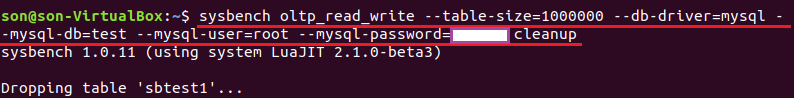 son@son-VirtualBox:~$ sysbench oltp_read_write --table-size=1000000 --db-driver=mysql -
-mysql-db=test --mysql-user=root --mysql-password= cleanup
sysbench 1.0.11 (using system LuaJIT 2.1.0-beta3)
Dropping table 'sbtest1'...